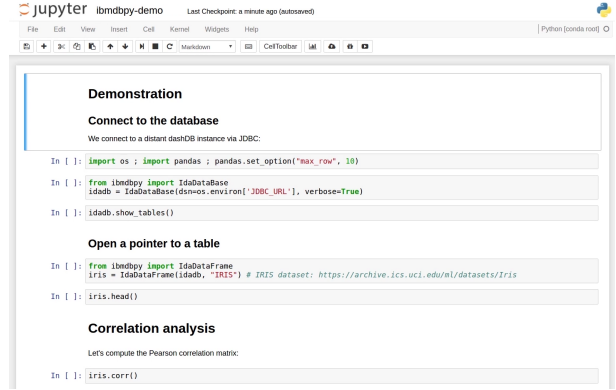 jupyter ibmdbpy-demo Last Checkpoint: a minute ago (autosaved)
File Edit View Insert Cell Kernel Widgets Help Python [conda root]
Markdown CellToolbar
Demonstration
Connect to the database
We connect to a distant dashDB instance via JDBC:
In [ ]: import os ; import pandas ; pandas.set_option("max_row", 10)
In [ ]: from ibmdbpy import IdaDataBase
idadb = IdaDataBase(dsn=os.environ['JDBC_URL'], verbose=True)
In [ ]: idadb.show_tables()
Open a pointer to a table
In [ ]: from ibmdbpy import IdaDataFrame
iris = IdaDataFrame(idadb, "IRIS") # IRIS dataset: https://archive.ics.uci.edu/ml/datasets/Iris
In [ ]: iris.head()
Correlation analysis
Let's compute the Pearson correlation matrix:
In [ ]: iris.corr()